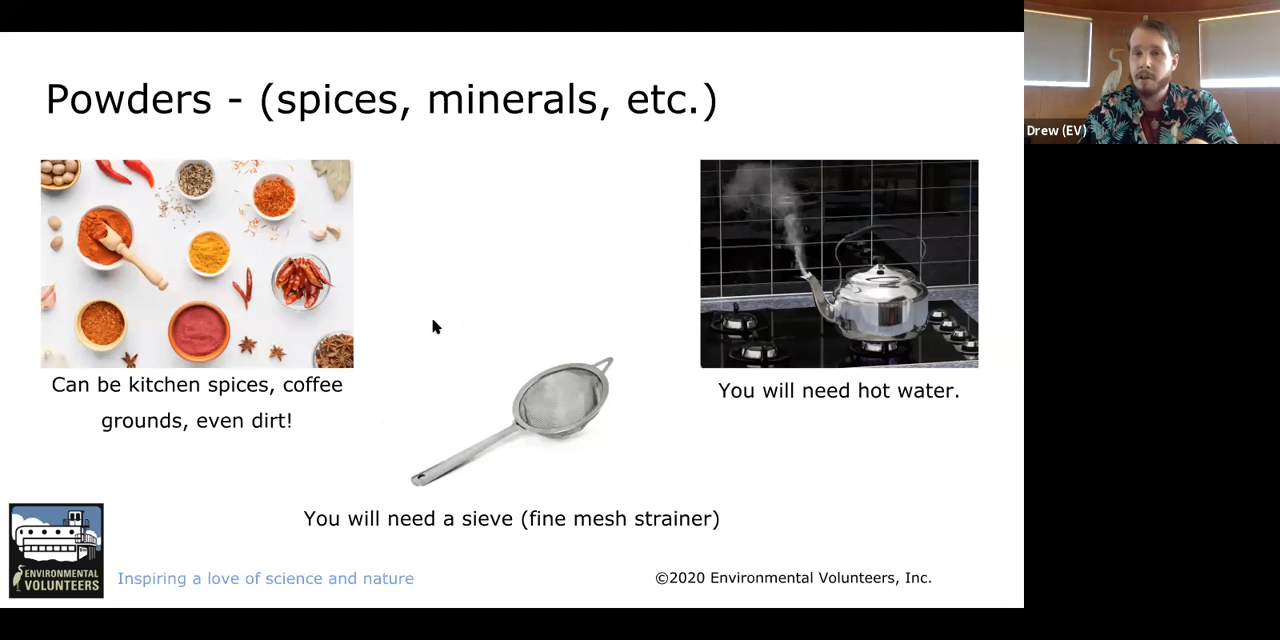 Powders - (spices, minerals, etc.)
Drew (EV)
Can be kitchen spices, coffee
grounds, even dirt!
You will need hot water.
You will need a sieve (fine mesh strainer)
ENVIRONMENTAL
VOLUNTEERS
Inspiring a love of science and nature
©2020 Environmental Volunteers, Inc.